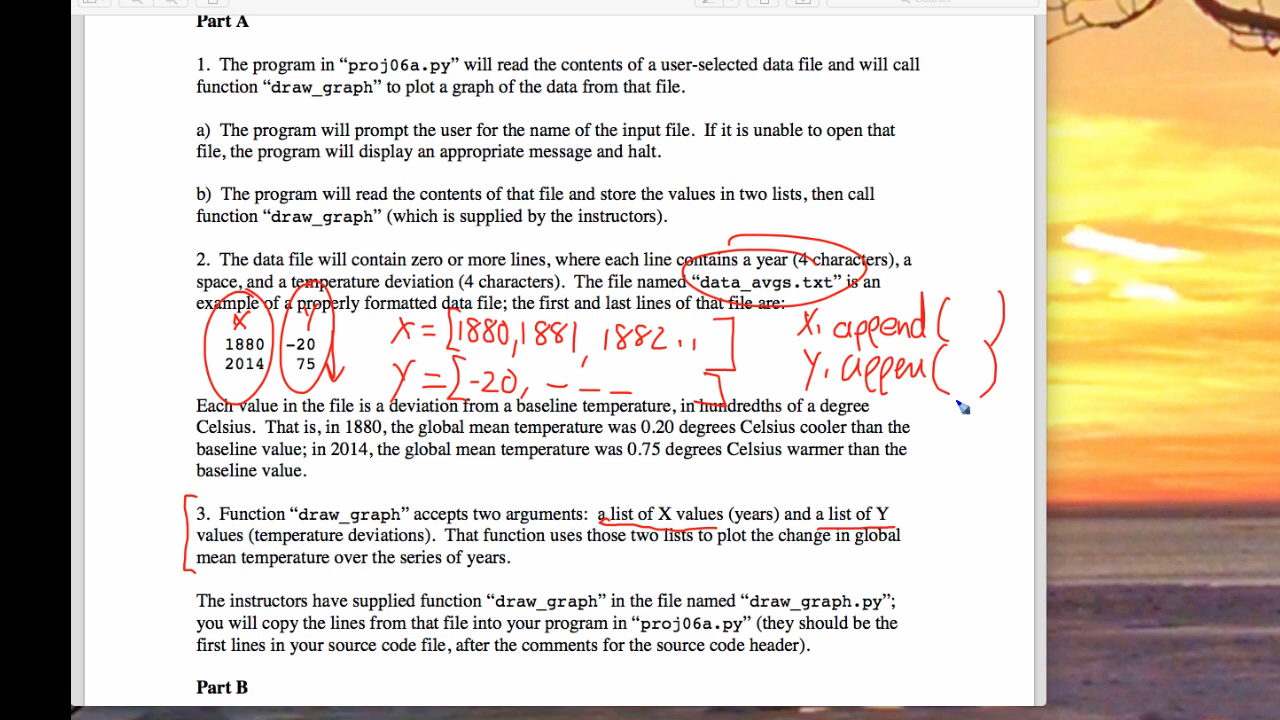 Part A
1. The program in “proj06a.py” will read the contents of a user-selected data file and will call
function “draw_graph” to plot a graph of the data from that file.
a) The program will prompt the user for the name of the input file. If it is unable to open that
file, the program will display an appropriate message and halt.
b) The program will read the contents of that file and store the values in two lists, then call
function “draw_graph” (which is supplied by the instructors).
2. The data file will contain zero or more lines, where each line contains a year (4 characters), a
space, and a temperature deviation (4 characters). The file named “data_avgs.txt” is an
example of a properly formatted data file; the first and last lines of that file are:
X Y
X = [1880, 1881, 1882 . . ]
X. append( )
1880 -20
2014 75
Y = [-20, _ _ _ ]
Y. appen( )
Each value in the file is a deviation from a baseline temperature, in hundredths of a degree
Celsius. That is, in 1880, the global mean temperature was 0.20 degrees Celsius cooler than the
baseline value; in 2014, the global mean temperature was 0.75 degrees Celsius warmer than the
baseline value.
3. Function “draw_graph” accepts two arguments: a list of X values (years) and a list of Y
values (temperature deviations). That function uses those two lists to plot the change in global
mean temperature over the series of years.
The instructors have supplied function “draw_graph” in the file named “draw_graph.py”;
you will copy the lines from that file into your program in “proj06a.py” (they should be the
first lines in your source code file, after the comments for the source code header).
Part B